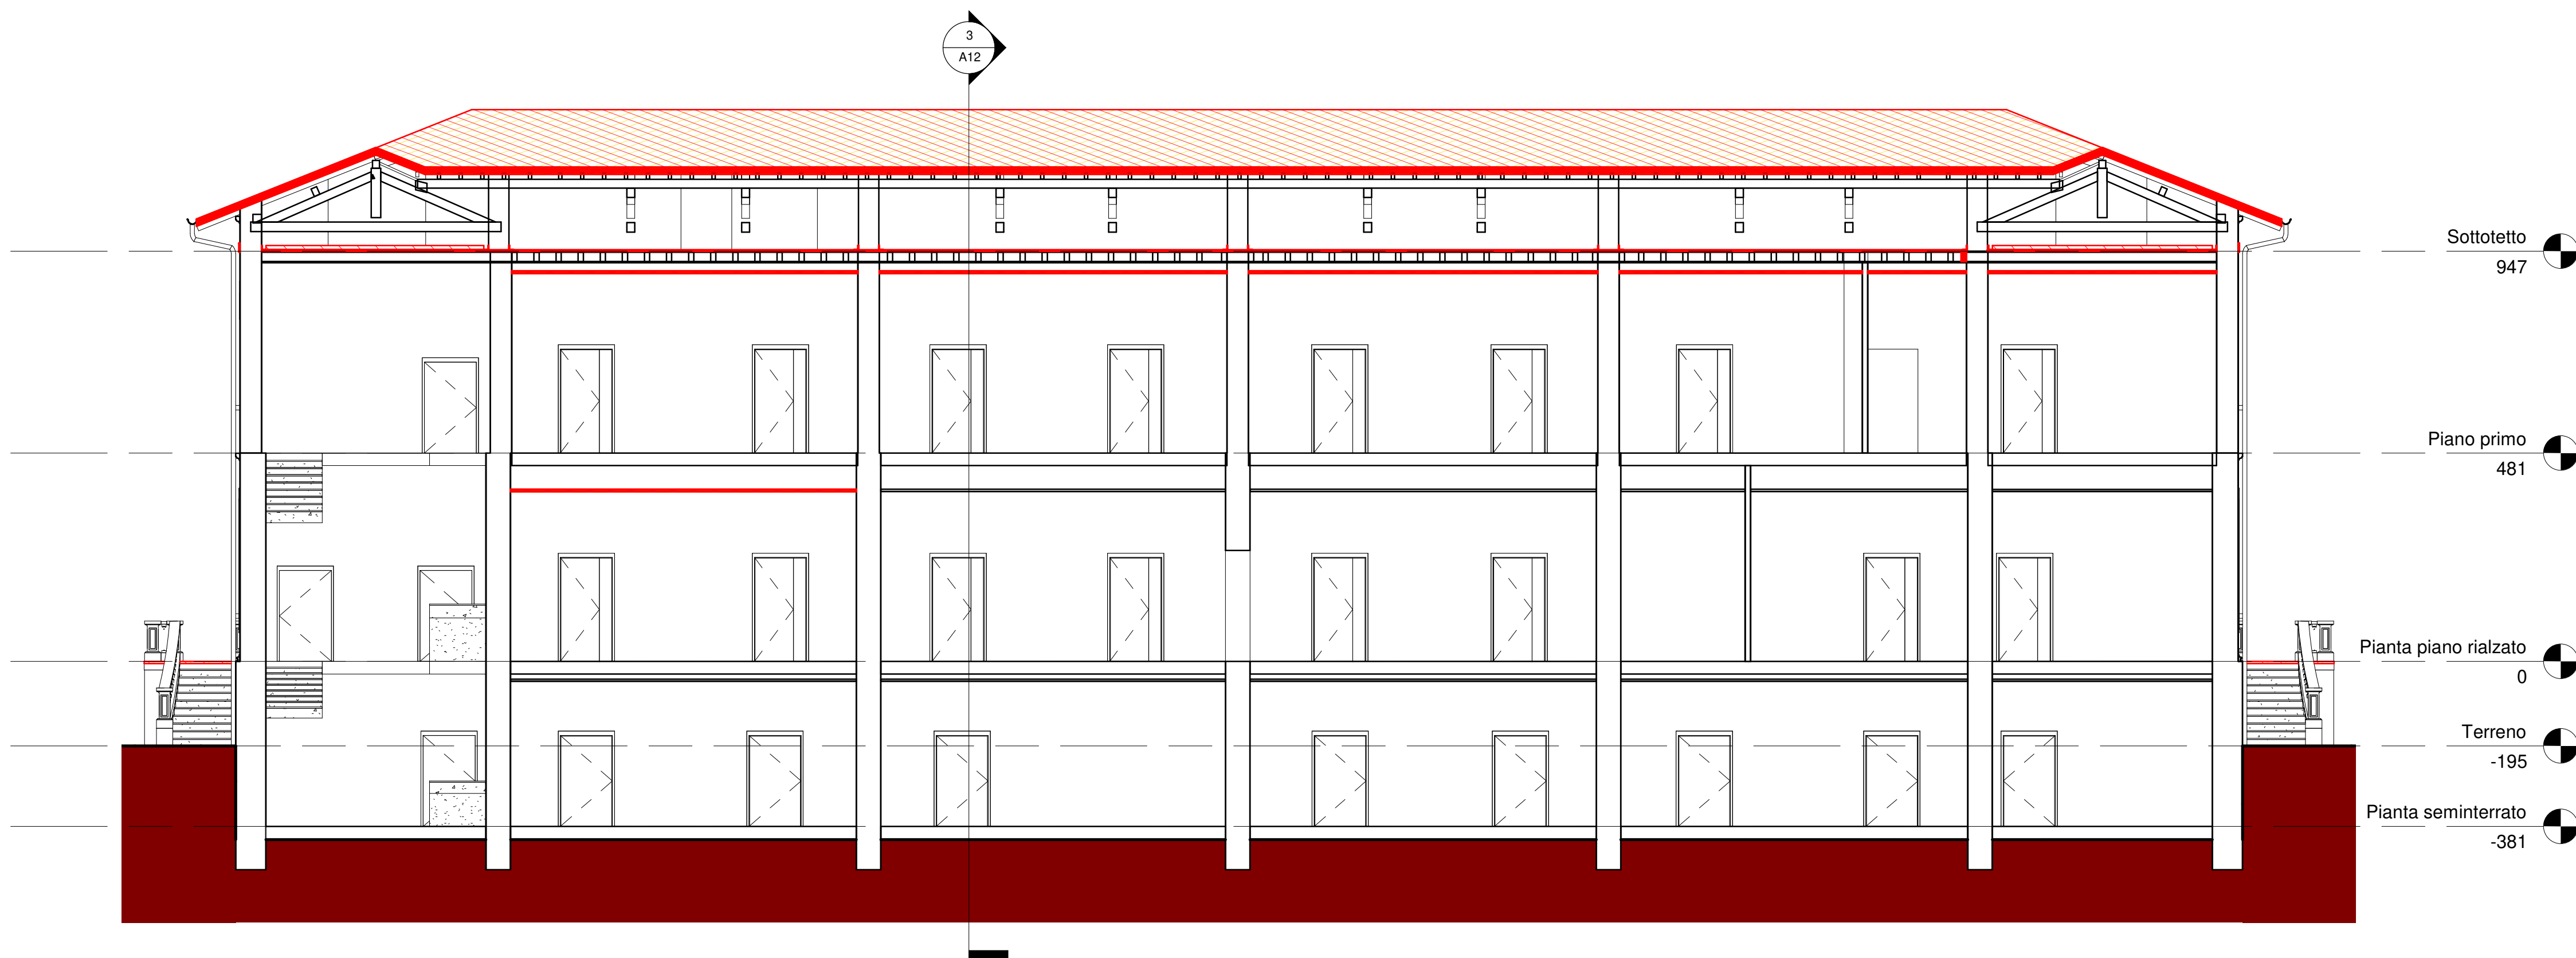 3
A12
Sottotetto
947
Piano primo
481
Pianta piano rialzato
0
Terreno
-195
Pianta seminterrato
-381